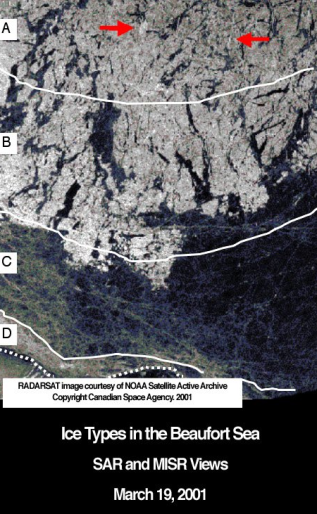 A
B
C
D
RADARSAT image courtesy of NOAA Satellite Active Archive
Copyright Canadian Space Agency. 2001
Ice Types in the Beaufort Sea
SAR and MISR Views
March 19, 2001